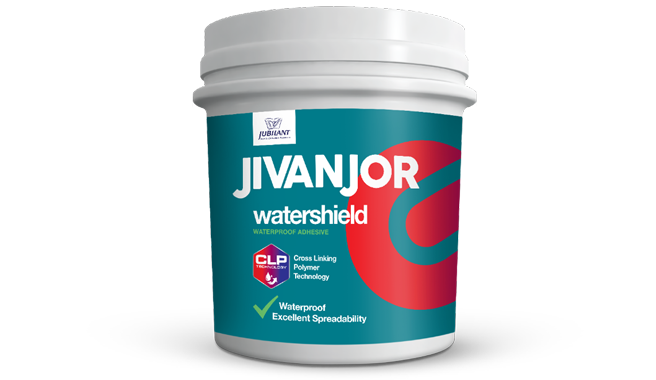 JUBILANT
JIVANJOR
watershield
WATERPROOF ADHESIVE
CLP
TECHNOLOGY
Cross Linking
Polymer
Technology
Waterproof
Excellent Spreadability